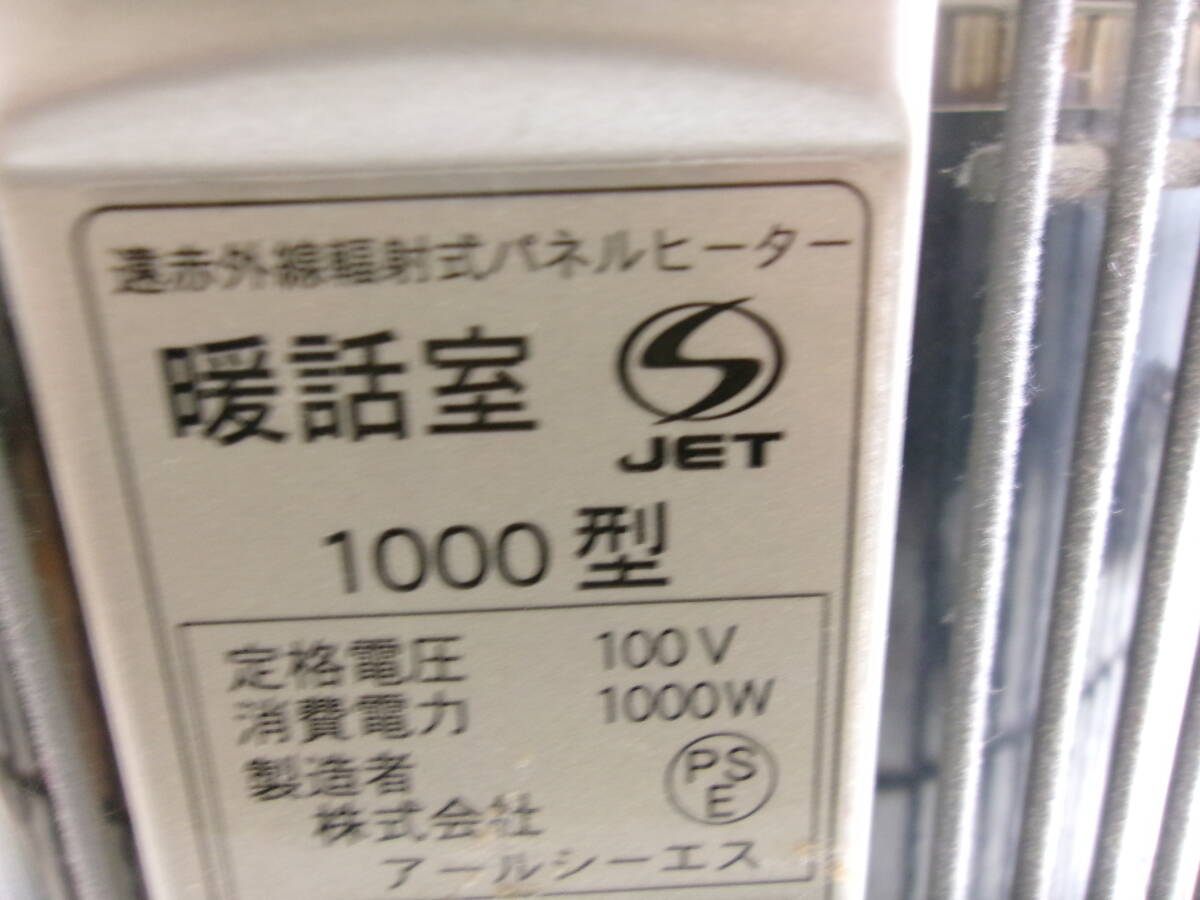 遠赤外線輻射式パネルヒーター
暖話室
JET
1000型
定格電圧 100V
消費電力 1000W
製造者
株式会社
アールシーエス
PS
E